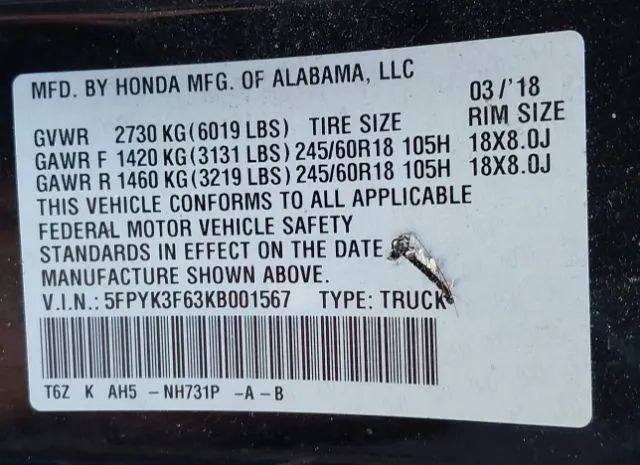 MFD. BY HONDA MFG. OF ALABAMA, LLC 03/'18
GVWR 2730 KG(6019 LBS) TIRE SIZE RIM SIZE
GAWR F 1420 KG(3131 LBS) 245/60R18 105H 18X8.0J
GAWR R 1460 KG(3219 LBS) 245/60R18 105H 18X8.0J
THIS VEHICLE CONFORMS TO ALL APPLICABLE
FEDERAL MOTOR VEHICLE SAFETY
STANDARDS IN EFFECT ON THE DATE
MANUFACTURE SHOWN ABOVE.
V.I.N.: 5FPYK3F63KB001567 TYPE: TRUCK
T6Z K AH5 -NH731P -A-B